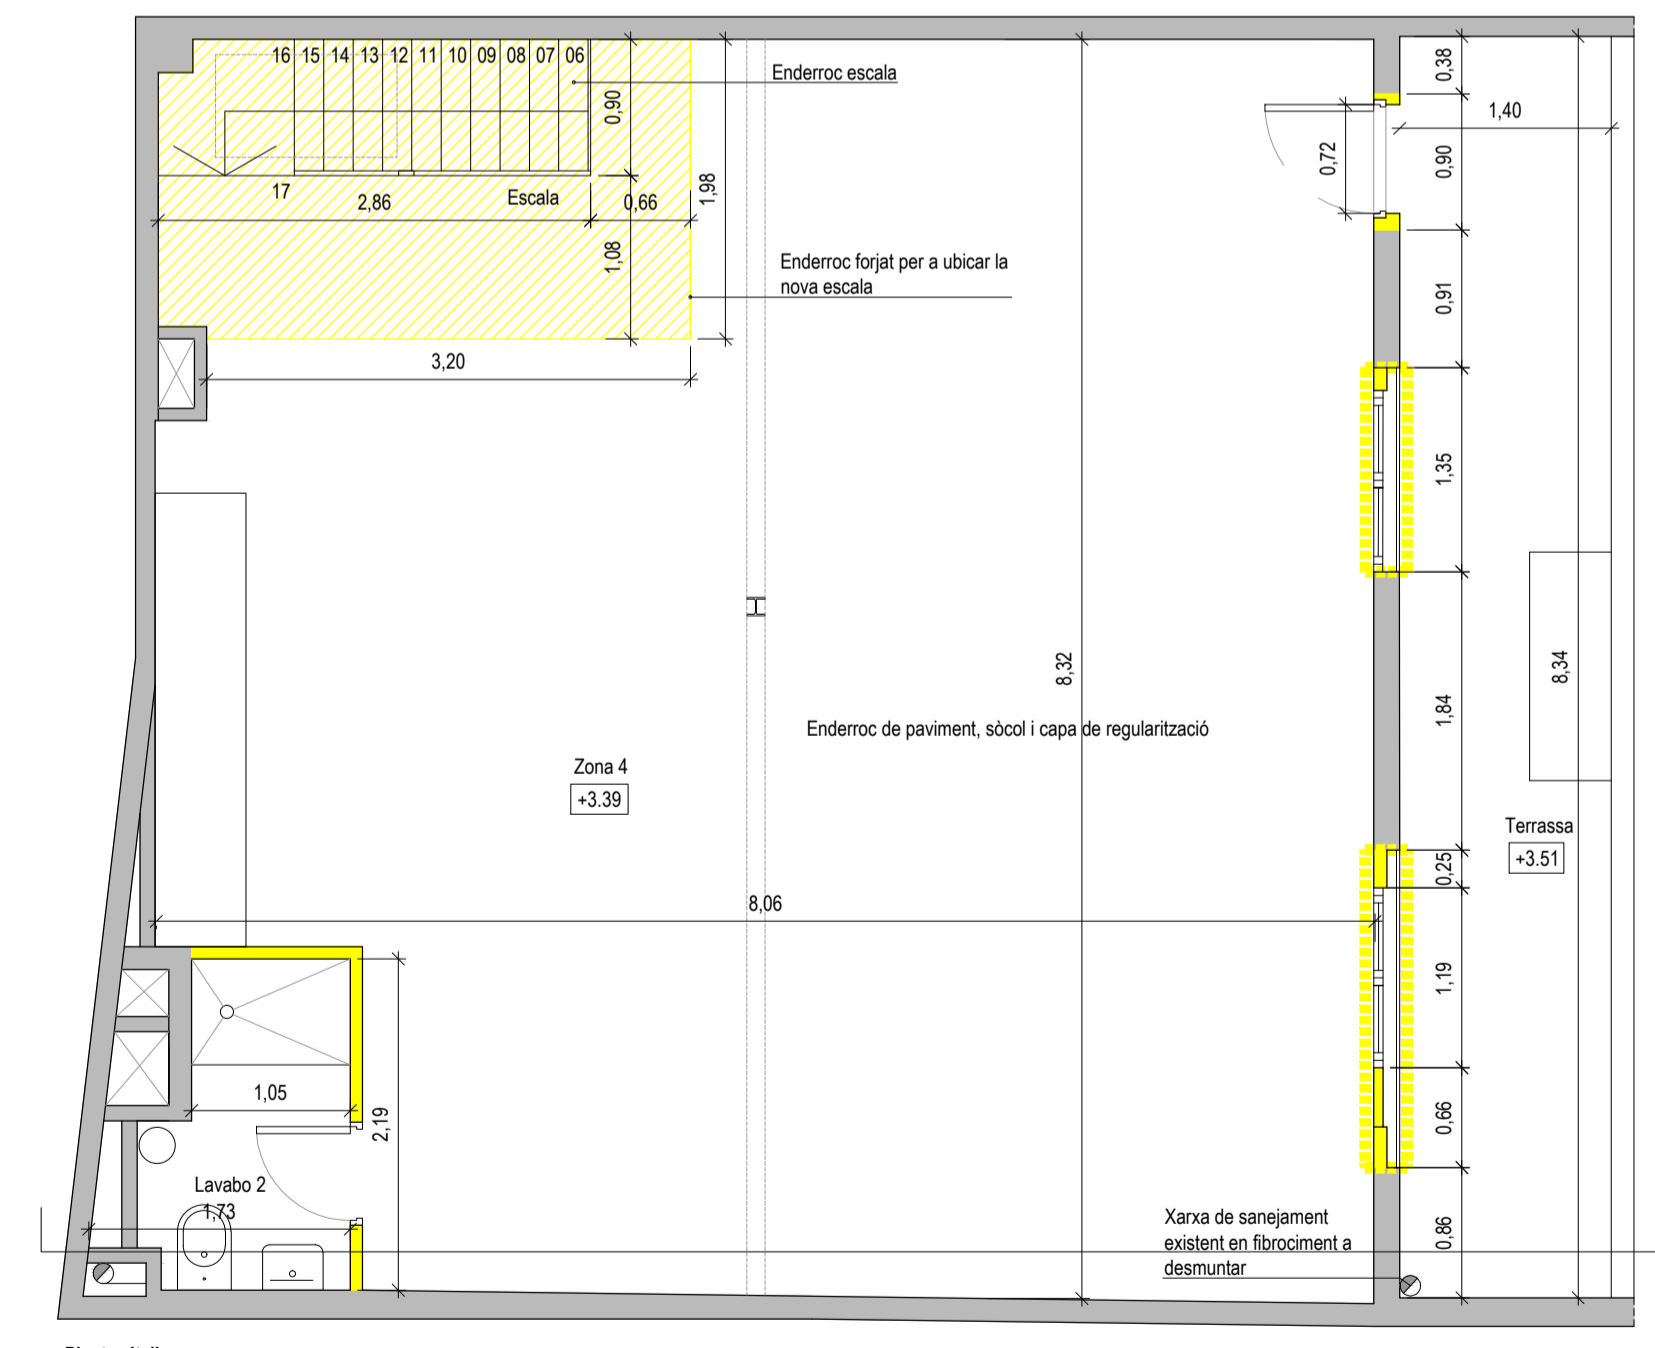 16 15 14 13 12 11 10 09 08 07 06
Enderroc escala
0,90
17
2,86
Escala
0,66
1,98
1,08
Enderroc forjat per a ubicar la
nova escala
3,20
0,38
1,40
0,72
0,90
0,91
1,35
8,32
8,34
1,84
Enderroc de paviment, sòcol i capa de regularització
Zona 4
+3.39
Terrassa
+3.51
0,25
8,06
1,19
1,05
2,19
0,66
Lavabo 2
1,73
Xarxa de sanejament
existent en fibrociment a
desmuntar
0,86